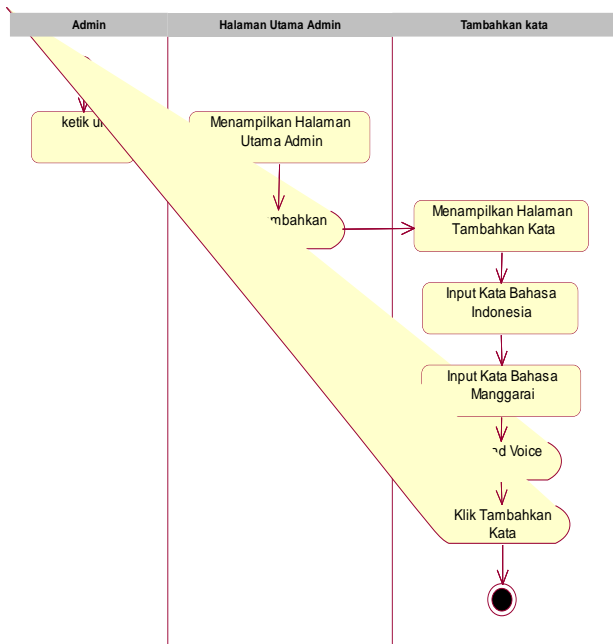 Admin
Halaman Utama Admin
Tambahkan kata
ketik
Menampilkan Halaman
Utama Admin
Menampilkan Halaman
Tambahkan Kata
Input Kata Bahasa
Indonesia
Input Kata Bahasa
Manggarai
Voice
Klik Tambahkan
Kata